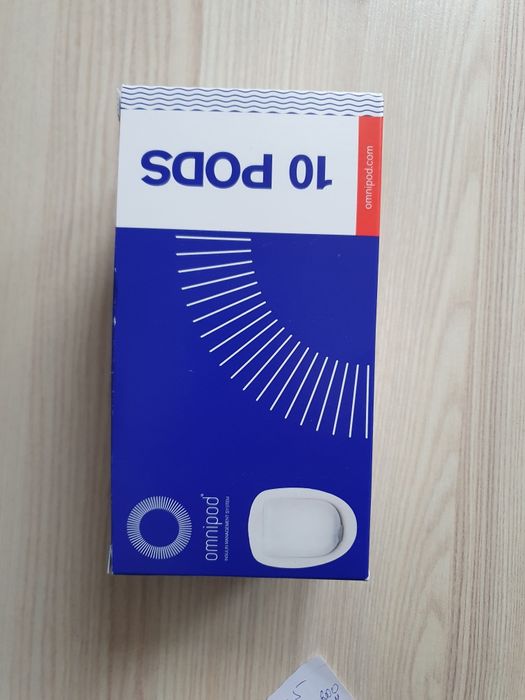 10 PODS
omnipod.com
omnipod®
INSULIN MANAGEMENT SYSTEM